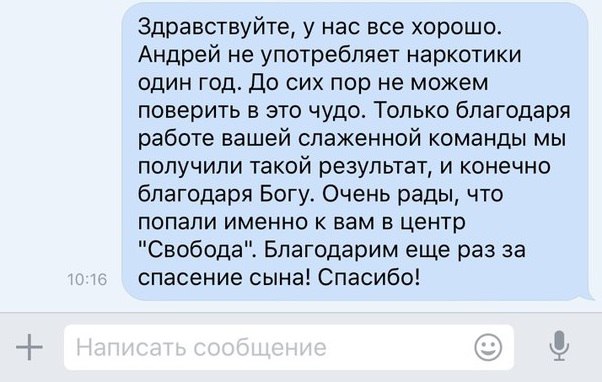 Здравствуйте, у нас все хорошо.
Андрей не употребляет наркотики
один год. До сих пор не можем
поверить в это чудо. Только благодаря
работе вашей слаженной команды мы
получили такой результат, и конечно
благодаря Богу. Очень рады, что
попали именно к вам в центр
"Свобода". Благодарим еще раз за
спасение сына! Спасибо!
10:16
Написать сообщение